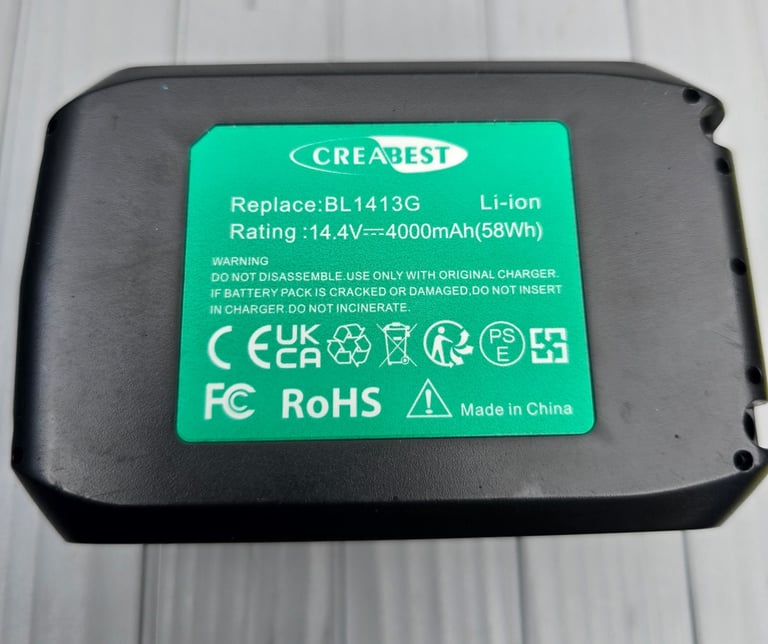 CREABEST
Replace:BL1413G Li-ion
Rating :14.4V⎓4000mAh(58Wh)
WARNING
DO NOT DISASSEMBLE.USE ONLY WITH ORIGINAL CHARGER.
IF BATTERY PACK IS CRACKED OR DAMAGED,DO NOT INSERT
IN CHARGER.DO NOT INCINERATE.
CE UK CA PS E
FC RoHS Made in China